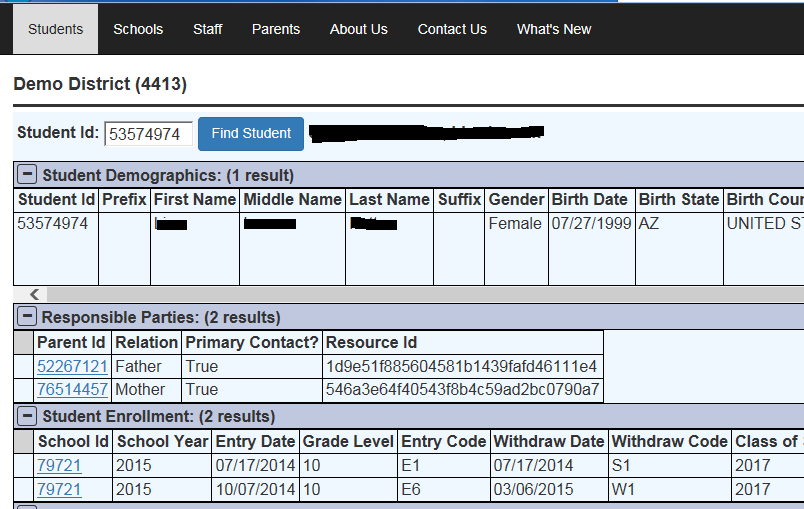 Students Schools Staff Parents About Us Contact Us What's New
Demo District (4413)
Student Id: 53574974 Find Student
Student Demographics: (1 result)
Student Id Prefix First Name Middle Name Last Name Suffix Gender Birth Date Birth State Birth Coun
53574974 Female 07/27/1999 AZ UNITED ST
Responsible Parties: (2 results)
Parent Id Relation Primary Contact? Resource Id
52267121 Father True 1d9e51f885604581b1439fafd46111e4
76514457 Mother True 546a3e64f40543f8b4c59ad2bc0790a7
Student Enrollment: (2 results)
School Id School Year Entry Date Grade Level Entry Code Withdraw Date Withdraw Code Class of
79721 2015 07/17/2014 10 E1 07/17/2014 S1 2017
79721 2015 10/07/2014 10 E6 03/06/2015 W1 2017